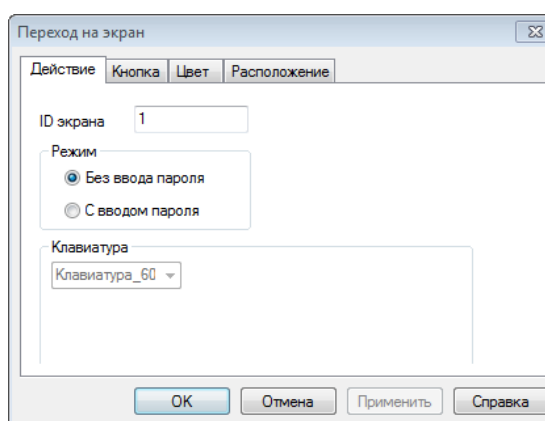 Переход на экран
Действие Кнопка Цвет Расположение
ID экрана 1
Режим
Без ввода пароля
С вводом пароля
Клавиатура
Клавиатура_60
OK Отмена Применить Справка